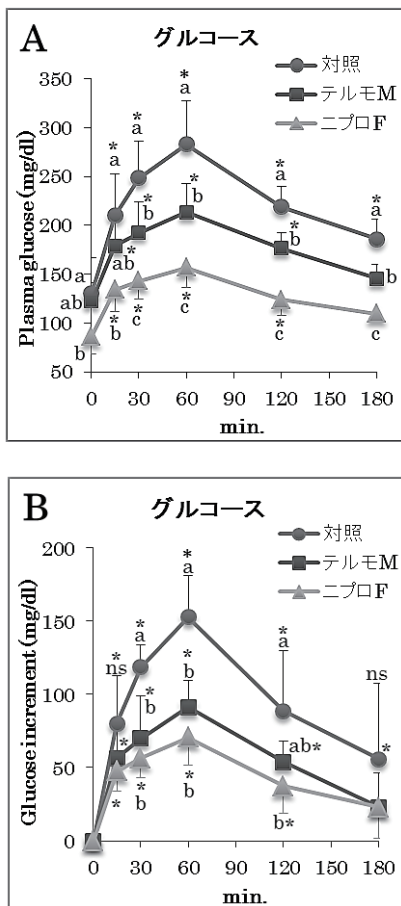 A
グルコース
対照
テルモM
ニプロF
Plasma glucose (mg/dl)
350
300
250
200
150
100
50
* a
* a
* a
* a
* a
a
ab
b
ab*
* b
* b
* b
b
* b
* c
* c
* c
c
0 30 60 90 120 150 180
min.
B
グルコース
対照
テルモM
ニプロF
Glucose increment (mg/dl)
200
150
100
50
0
* ns
* a
* a
* a
ns
*
*
* b
* b
ab*
*
* b
* b
b*
0 30 60 90 120 150 180
min.